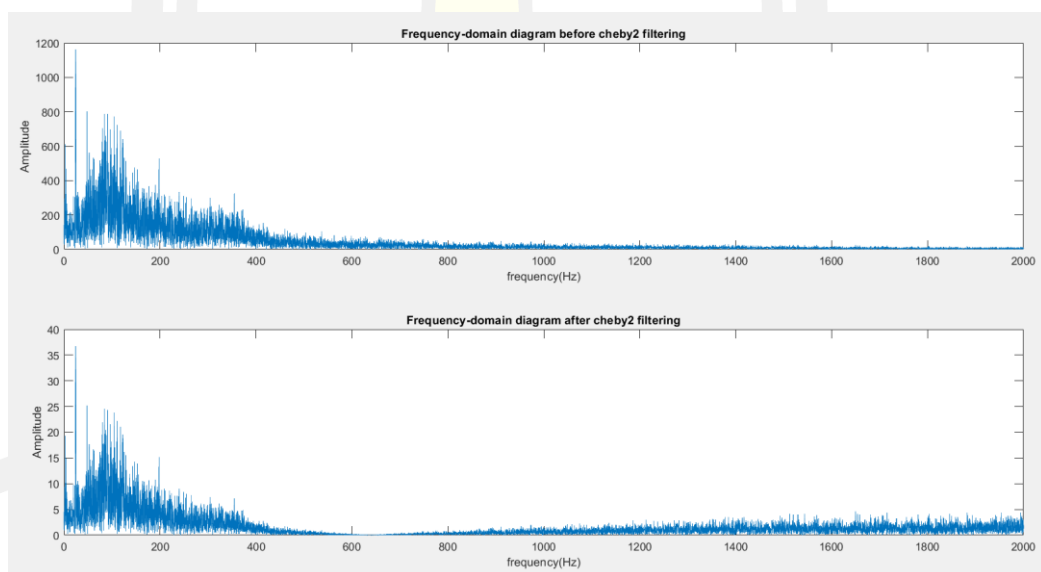 Frequency-domain diagram before cheby2 filtering
1200
1000
800
600
400
200
0
Amplitude
0 200 400 600 800 1000 1200 1400 1600 1800 2000
frequency(Hz)
Frequency-domain diagram after cheby2 filtering
40
35
30
25
20
15
10
5
0
Amplitude
0 200 400 600 800 1000 1200 1400 1600 1800 2000
frequency(Hz)